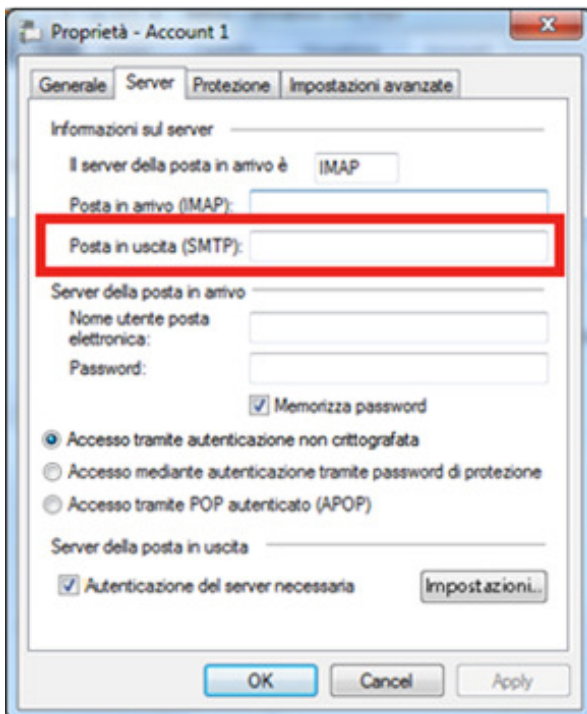 Proprietà - Account 1
Generale Server Protezione Impostazioni avanzate
Informazioni sul server
Il server della posta in arrivo è IMAP
Posta in arrivo (IMAP):
Posta in uscita (SMTP):
Server della posta in arrivo
Nome utente posta
elettronica:
Password:
Memorizza password
Accesso tramite autenticazione non crittografata
Accesso mediante autenticazione tramite password di protezione
Accesso tramite POP autenticato (APOP)
Server della posta in uscita
Autenticazione del server necessaria Impostazioni...
OK Cancel Apply